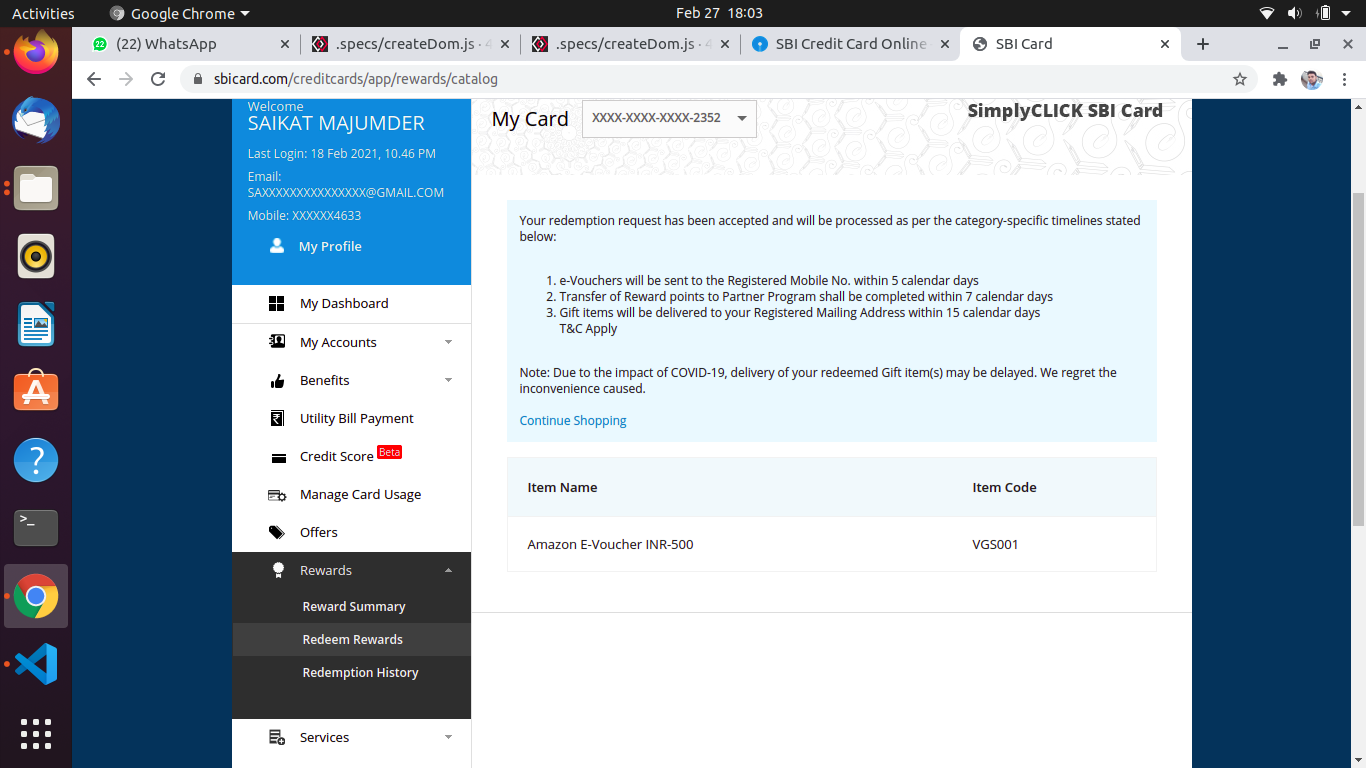 Activities
Google Chrome
Feb 27 18:03
(22) WhatsApp
.specs/createDom.js · 4
.specs/createDom.js · 4
SBI Credit Card Online
SBI Card
sbicard.com/creditcards/app/rewards/catalog
Welcome
SAIKAT MAJUMDER
Last Login: 18 Feb 2021, 10.46 PM
Email:
SAXXXXXXXXXXXXXXX@GMAIL.COM
Mobile: XXXXXX4633
My Profile
My Dashboard
My Accounts
Benefits
Utility Bill Payment
Credit Score Beta
Manage Card Usage
Offers
Rewards
Reward Summary
Redeem Rewards
Redemption History
Services
My Card
XXXX-XXXX-XXXX-2352
SimplyCLICK SBI Card
Your redemption request has been accepted and will be processed as per the category-specific timelines stated
below:
1. e-Vouchers will be sent to the Registered Mobile No. within 5 calendar days
2. Transfer of Reward points to Partner Program shall be completed within 7 calendar days
3. Gift items will be delivered to your Registered Mailing Address within 15 calendar days
T&C Apply
Note: Due to the impact of COVID-19, delivery of your redeemed Gift item(s) may be delayed. We regret the
inconvenience caused.
Continue Shopping
Item Name
Item Code
Amazon E-Voucher INR-500
VGS001